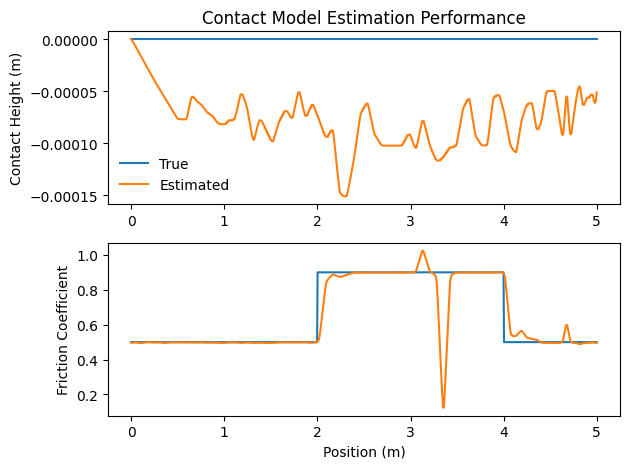 Contact Model Estimation Performance
Contact Height (m)
0.00000
−0.00005
−0.00010
−0.00015
True
Estimated
0 1 2 3 4 5
Friction Coefficient
1.0
0.8
0.6
0.4
0.2
0 1 2 3 4 5
Position (m)